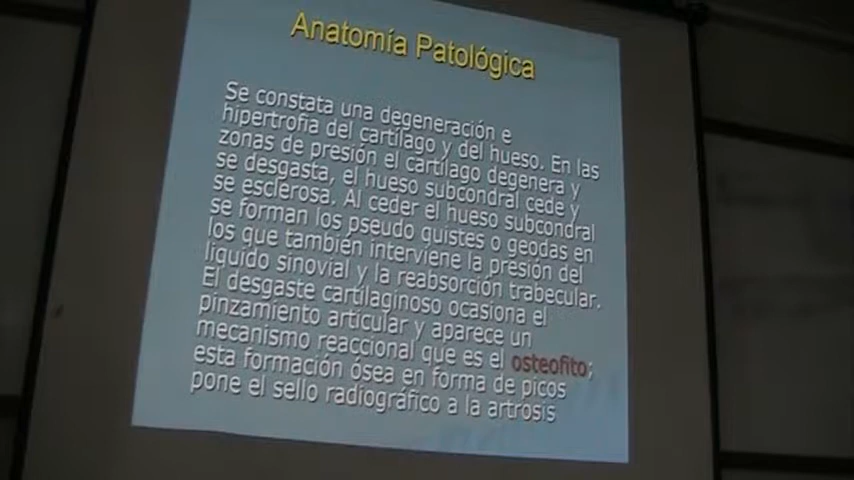 Anatomía Patológica
Se constata una degeneración e
hipertrofia del cartílago y del hueso. En las
zonas de presión el cartílago degenera y
se desgasta, el hueso subcondral cede y
se esclerosa. Al ceder el hueso subcondral
se forman los pseudo quistes o geodas en
los que también interviene la presión del
líquido sinovial y la reabsorción trabecular.
El desgaste cartilaginoso ocasiona el
pinzamiento articular y aparece un
mecanismo reaccional que es el osteofito;
esta formación ósea en forma de picos
pone el sello radiográfico a la artrosis